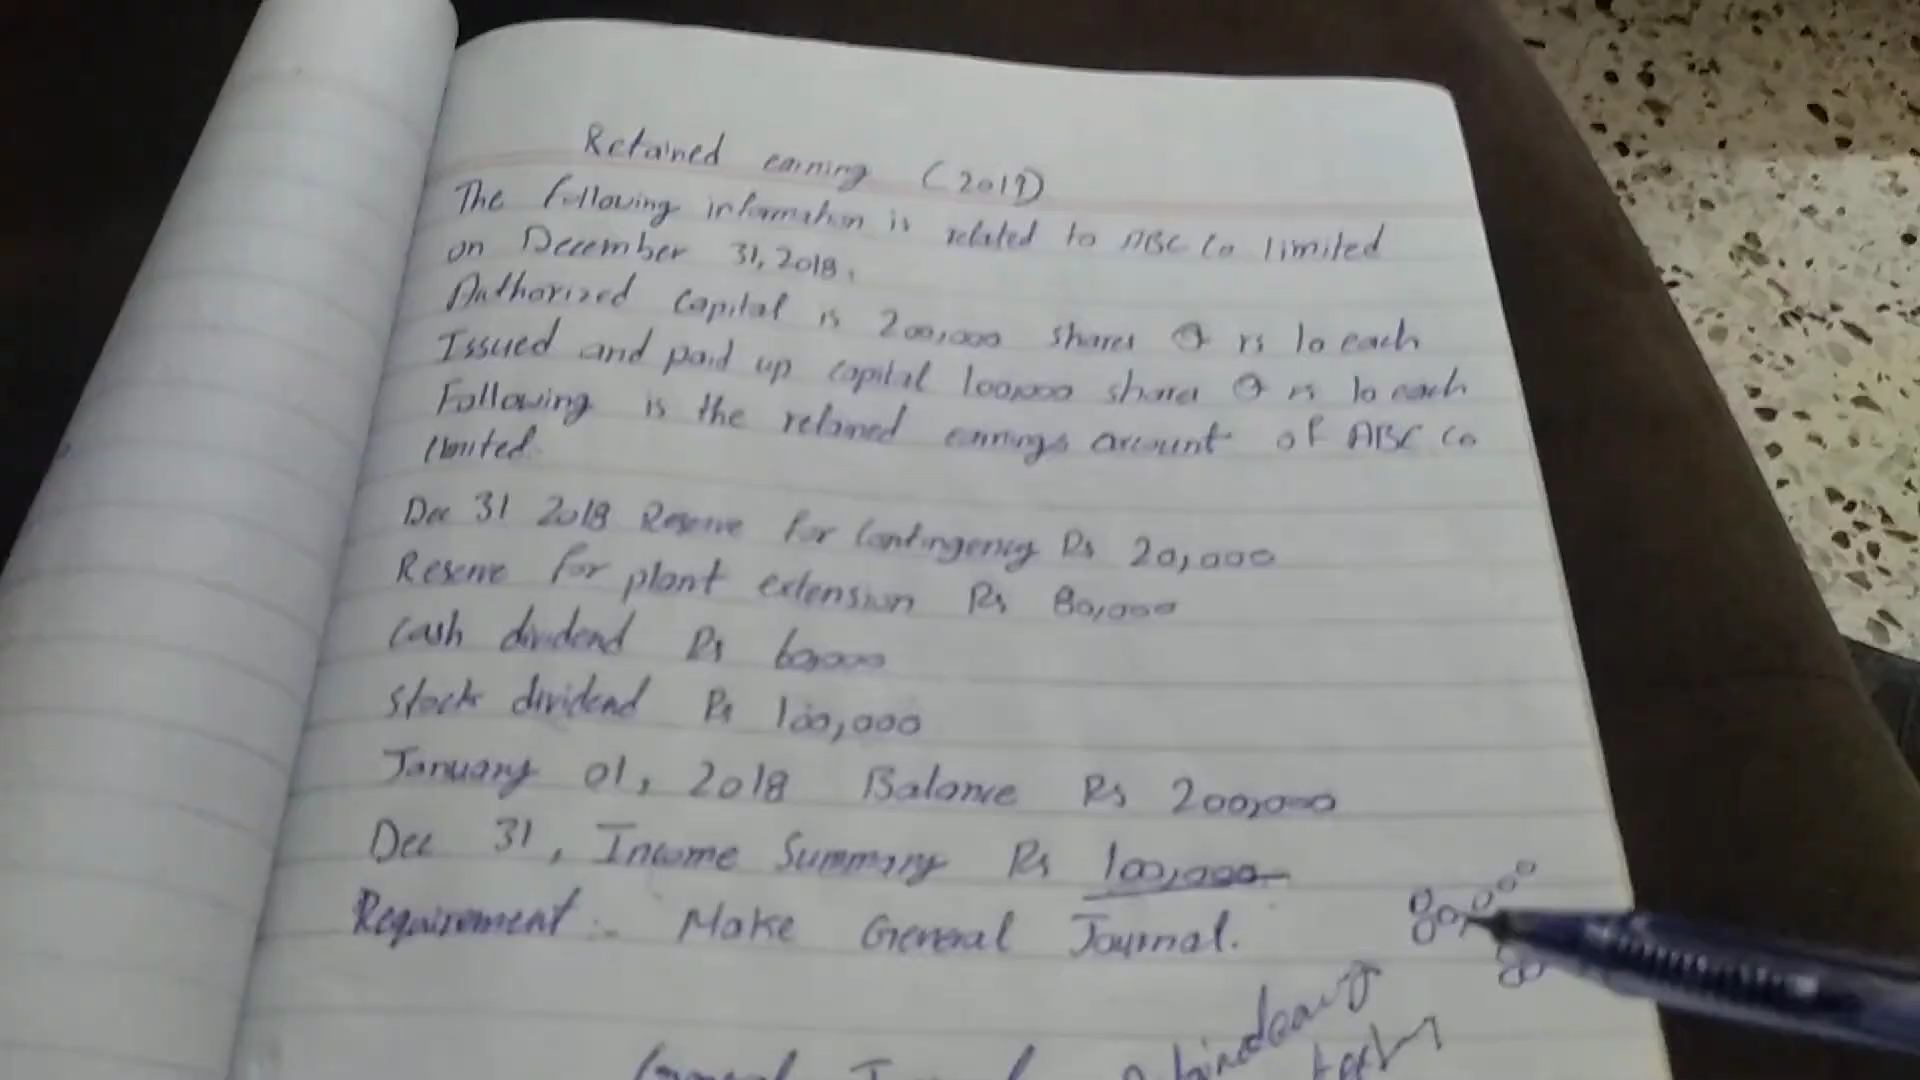 Retained earning (2019)
The following information is related to ABC Co limited
on December 31, 2018.
Authorized capital is 200,000 shares @ rs 10 each
Issued and paid up capital 100,000 shares @ rs 10 each
Following is the retained earnings account of ABC Co
limited.
Dec 31 2018 Reserve for Contingency Rs 20,000
Reserve for plant extension Rs 80,000
Cash dividend Rs 60,000
Stock dividend Rs 100,000
January 01, 2018 Balance Rs 200,000
Dec 31, Income Summary Rs 100,000
Requirement:- Make General Journal.